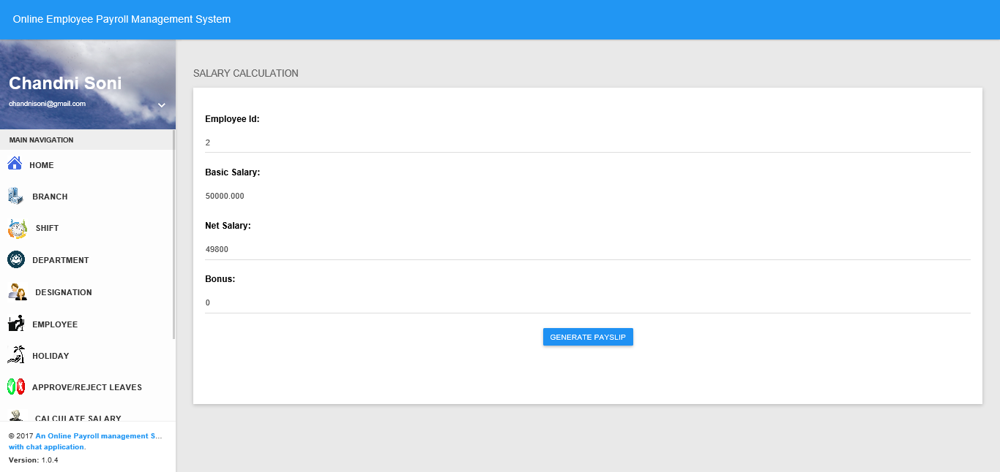 Online Employee Payroll Management System
Chandni Soni
chandnisoni@gmail.com
MAIN NAVIGATION
HOME
BRANCH
SHIFT
DEPARTMENT
DESIGNATION
EMPLOYEE
HOLIDAY
APPROVE/REJECT LEAVES
CALCULATE SALARY
© 2017 An Online Payroll management S...
with chat application.
Version: 1.0.4
SALARY CALCULATION
Employee Id:
2
Basic Salary:
50000.000
Net Salary:
49800
Bonus:
0
GENERATE PAYSLIP